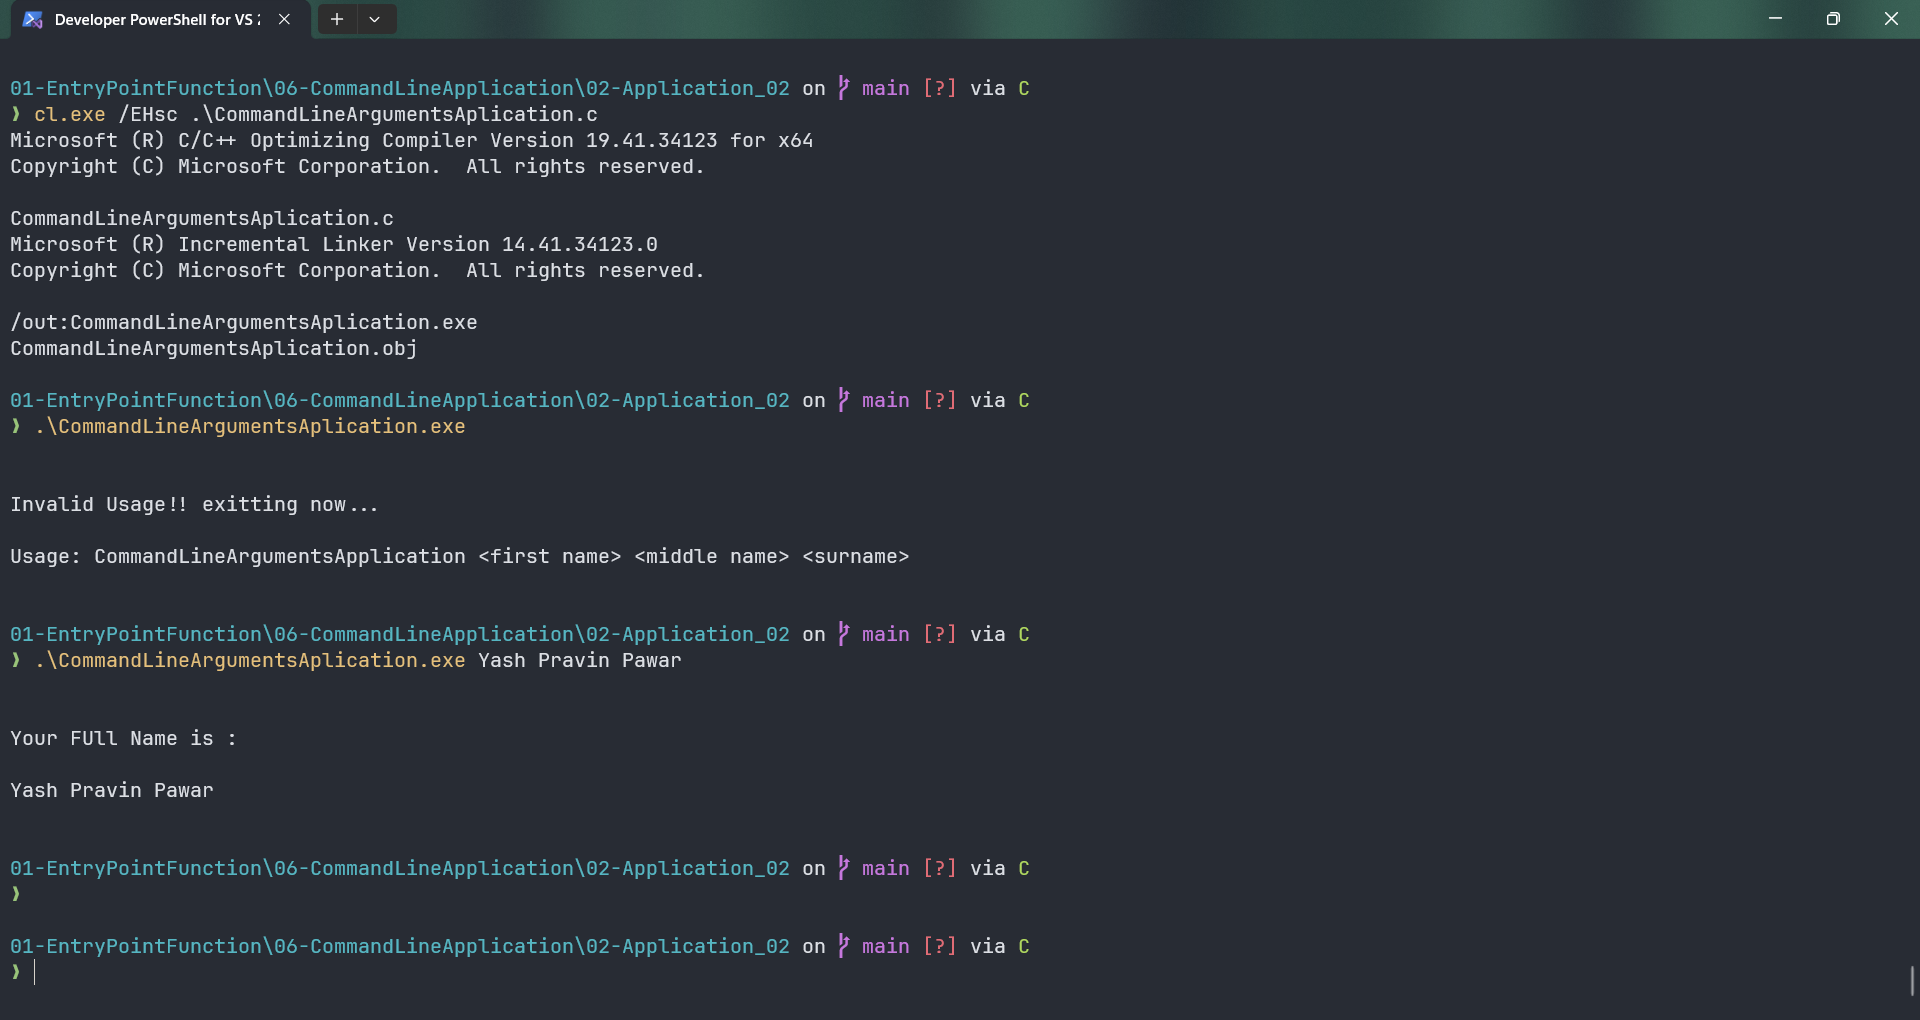 Developer PowerShell for VS 2
01-EntryPointFunction\06-CommandLineApplication\02-Application_02 on main [?] via C
❯ cl.exe /EHsc .\CommandLineArgumentsAplication.c
Microsoft (R) C/C++ Optimizing Compiler Version 19.41.34123 for x64
Copyright (C) Microsoft Corporation.  All rights reserved.
CommandLineArgumentsAplication.c
Microsoft (R) Incremental Linker Version 14.41.34123.0
Copyright (C) Microsoft Corporation.  All rights reserved.
/out:CommandLineArgumentsAplication.exe
CommandLineArgumentsAplication.obj
01-EntryPointFunction\06-CommandLineApplication\02-Application_02 on main [?] via C
❯ .\CommandLineArgumentsAplication.exe
Invalid Usage!! exitting now...
Usage: CommandLineArgumentsApplication <first name> <middle name> <surname>
01-EntryPointFunction\06-CommandLineApplication\02-Application_02 on main [?] via C
❯ .\CommandLineArgumentsAplication.exe Yash Pravin Pawar
Your FUll Name is :
Yash Pravin Pawar
01-EntryPointFunction\06-CommandLineApplication\02-Application_02 on main [?] via C
❯
01-EntryPointFunction\06-CommandLineApplication\02-Application_02 on main [?] via C
❯